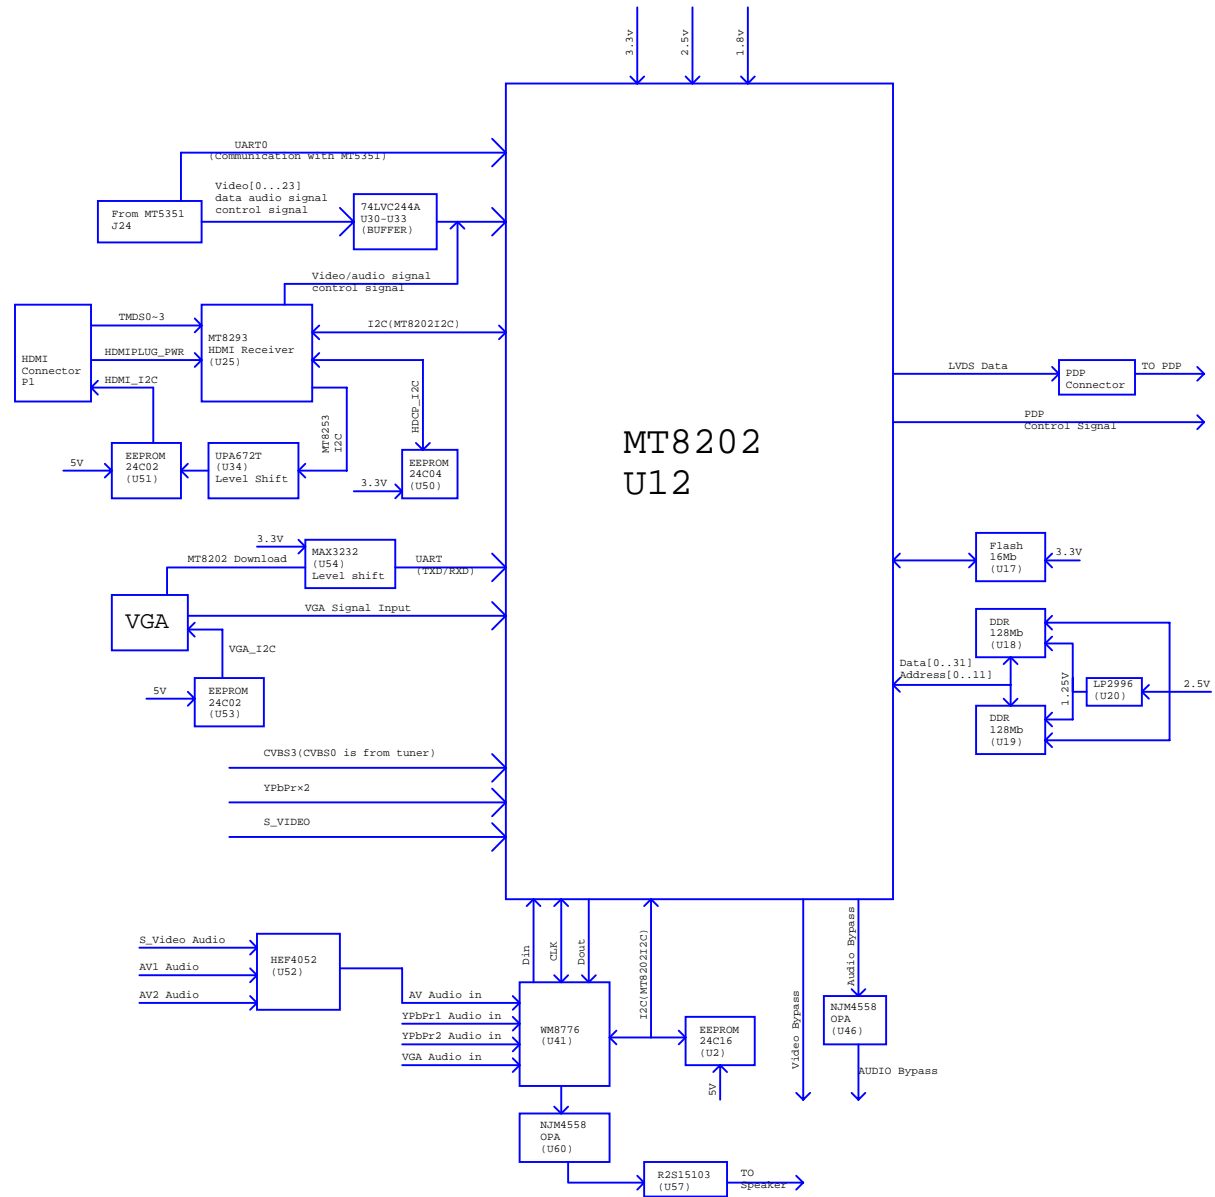 3.3v
2.5v
1.8v
UART0
(Communication with MT5351)
Video[0...23]
data audio signal
control signal
From MT5351
J24
74LVC244A
U30~U33
(BUFFER)
Video/audio signal
control signal
TMDS0~3
HDMIPLUG_PWR
HDMI_I2C
HDMI
Connector
P1
MT8293
HDMI Receiver
(U25)
I2C(MT8202I2C)
HDCP_I2C
MT8253
I2C
5V
EEPROM
24C02
(U51)
UPA672T
(U34)
Level Shift
3.3V
EEPROM
24C04
(U50)
MT8202
U12
LVDS Data
PDP
Connector
TO PDP
PDP
Control Signal
3.3V
MT8202 Download
MAX3232
(U54)
Level shift
UART
(TXD/RXD)
VGA
VGA Signal Input
VGA_I2C
5V
EEPROM
24C02
(U53)
Flash
16Mb
(U17)
3.3V
DDR
128Mb
(U18)
Data[0..31]
Address[0..11]
1.25V
LP2996
(U20)
2.5V
DDR
128Mb
(U19)
CVBS3(CVBS0 is from tuner)
YPbPr×2
S_VIDEO
S_Video Audio
AV1 Audio
AV2 Audio
HEF4052
(U52)
Din
CLK
Dout
I2C(MT8202I2C)
Video Bypass
Audio Bypass
AV Audio in
YPbPr1 Audio in
YPbPr2 Audio in
VGA Audio in
WM8776
(U41)
EEPROM
24C16
(U2)
5V
NJM4558
OPA
(U46)
AUDIO Bypass
NJM4558
OPA
(U60)
R2S15103
(U57)
TO
Speaker